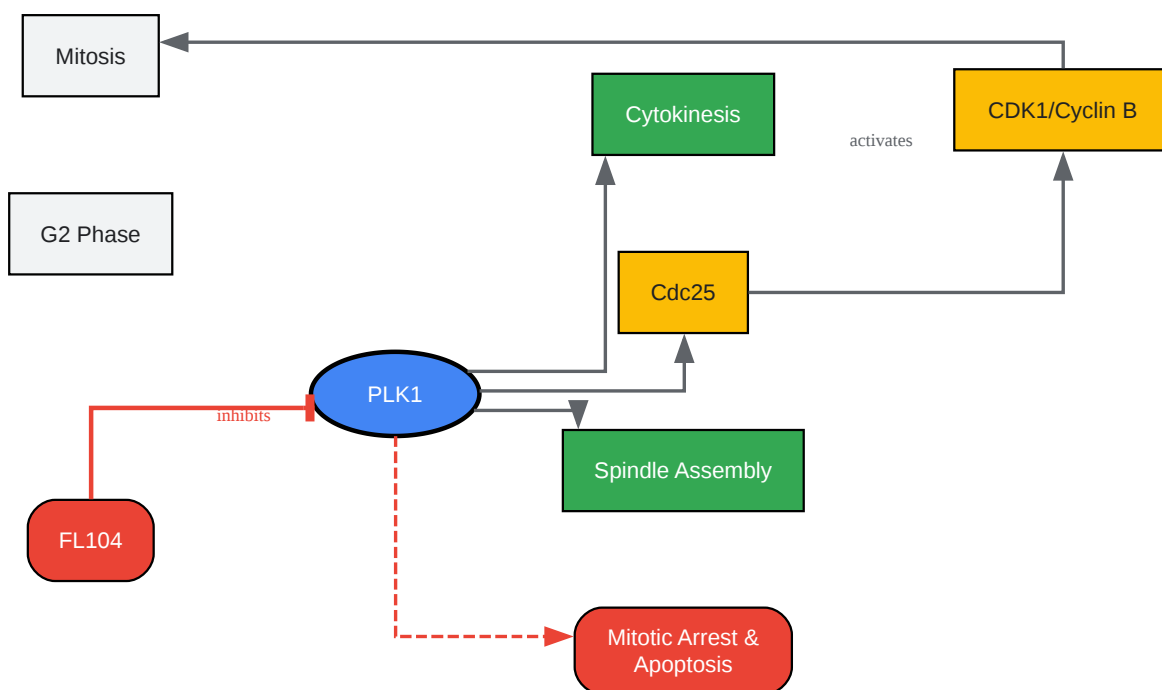 Mitosis
Cytokinesis
CDK1/Cyclin B
activates
G2 Phase
Cdc25
PLK1
inhibits
Spindle Assembly
FL104
Mitotic Arrest &
Apoptosis